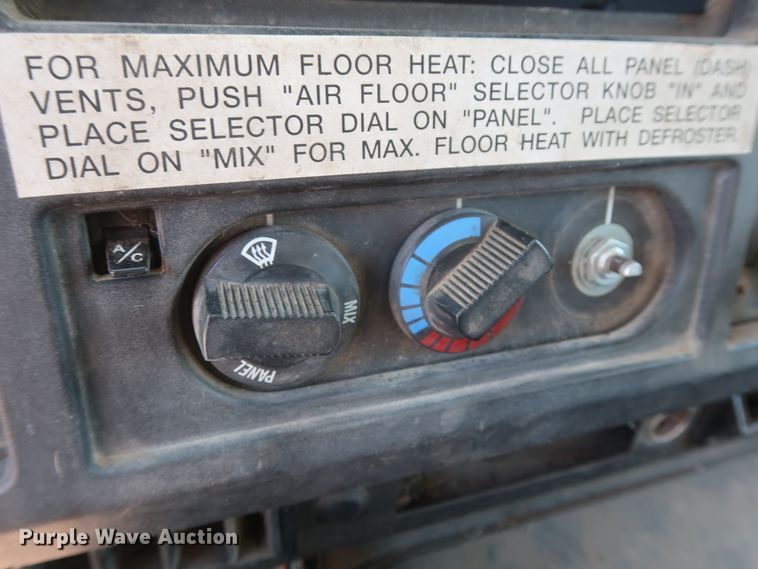 FOR MAXIMUM FLOOR HEAT: CLOSE ALL PANEL (DASH)
VENTS, PUSH "AIR FLOOR" SELECTOR KNOB "IN" AND
PLACE SELECTOR DIAL ON "PANEL". PLACE SELECTOR
DIAL ON "MIX" FOR MAX. FLOOR HEAT WITH DEFROSTER.
A/C
MIX
PANEL
Purple Wave Auction